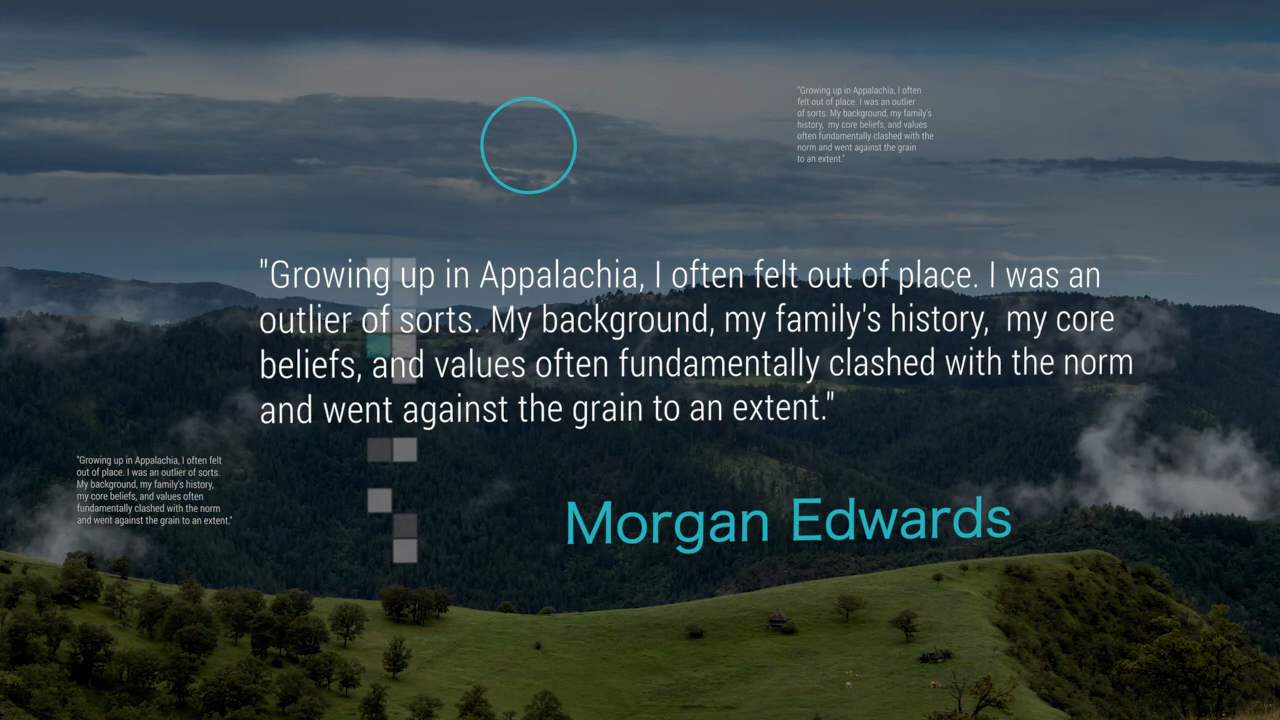 "Growing up in Appalachia, I often
felt out of place. I was an outlier
of sorts. My background, my family's
history,  my core beliefs, and values
often fundamentally clashed with the
norm and went against the grain
to an extent."
"Growing up in Appalachia, I often felt out of place. I was an
outlier of sorts. My background, my family's history,  my core
beliefs, and values often fundamentally clashed with the norm
and went against the grain to an extent."
"Growing up in Appalachia, I often felt
out of place. I was an outlier of sorts.
My background, my family's history,
my core beliefs, and values often
fundamentally clashed with the norm
and went against the grain to an extent."
Morgan Edwards